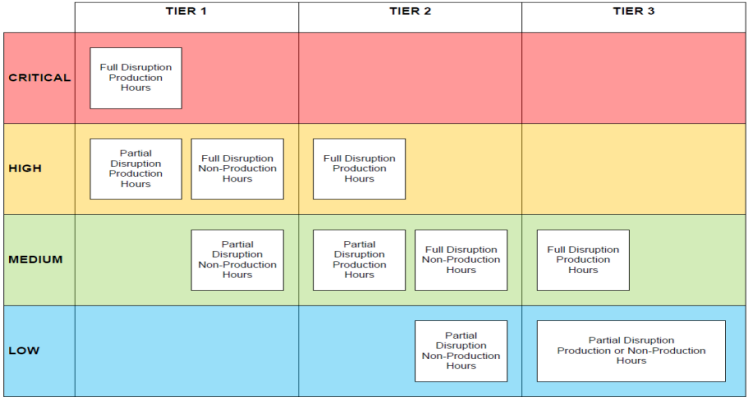 TIER 1
TIER 2
TIER 3
CRITICAL
Full Disruption
Production
Hours
HIGH
Partial
Disruption
Production
Hours
Full Disruption
Non-Production
Hours
Full Disruption
Production
Hours
MEDIUM
Partial
Disruption
Non-Production
Hours
Partial
Disruption
Production
Hours
Full Disruption
Non-Production
Hours
Full Disruption
Production
Hours
LOW
Partial
Disruption
Non-Production
Hours
Partial Disruption
Production or Non-Production
Hours